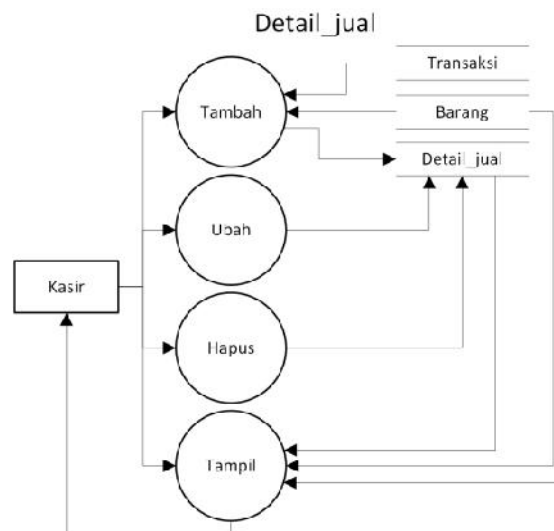 Detail_jual
Transaksi
Tambah
Barang
Detail_jual
Ubah
Kasir
Hapus
Tampil